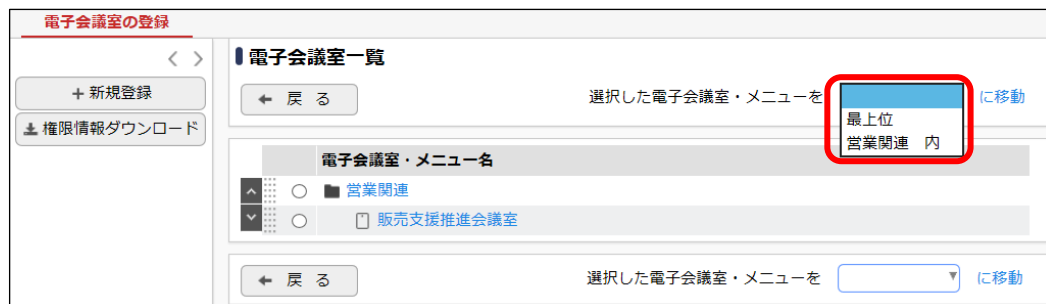 電子会議室の登録
＋新規登録
権限情報ダウンロード
電子会議室一覧
戻 る
選択した電子会議室・メニューを に移動
最上位
営業関連 内
電子会議室・メニュー名
営業関連
販売支援推進会議室
戻 る
選択した電子会議室・メニューを に移動